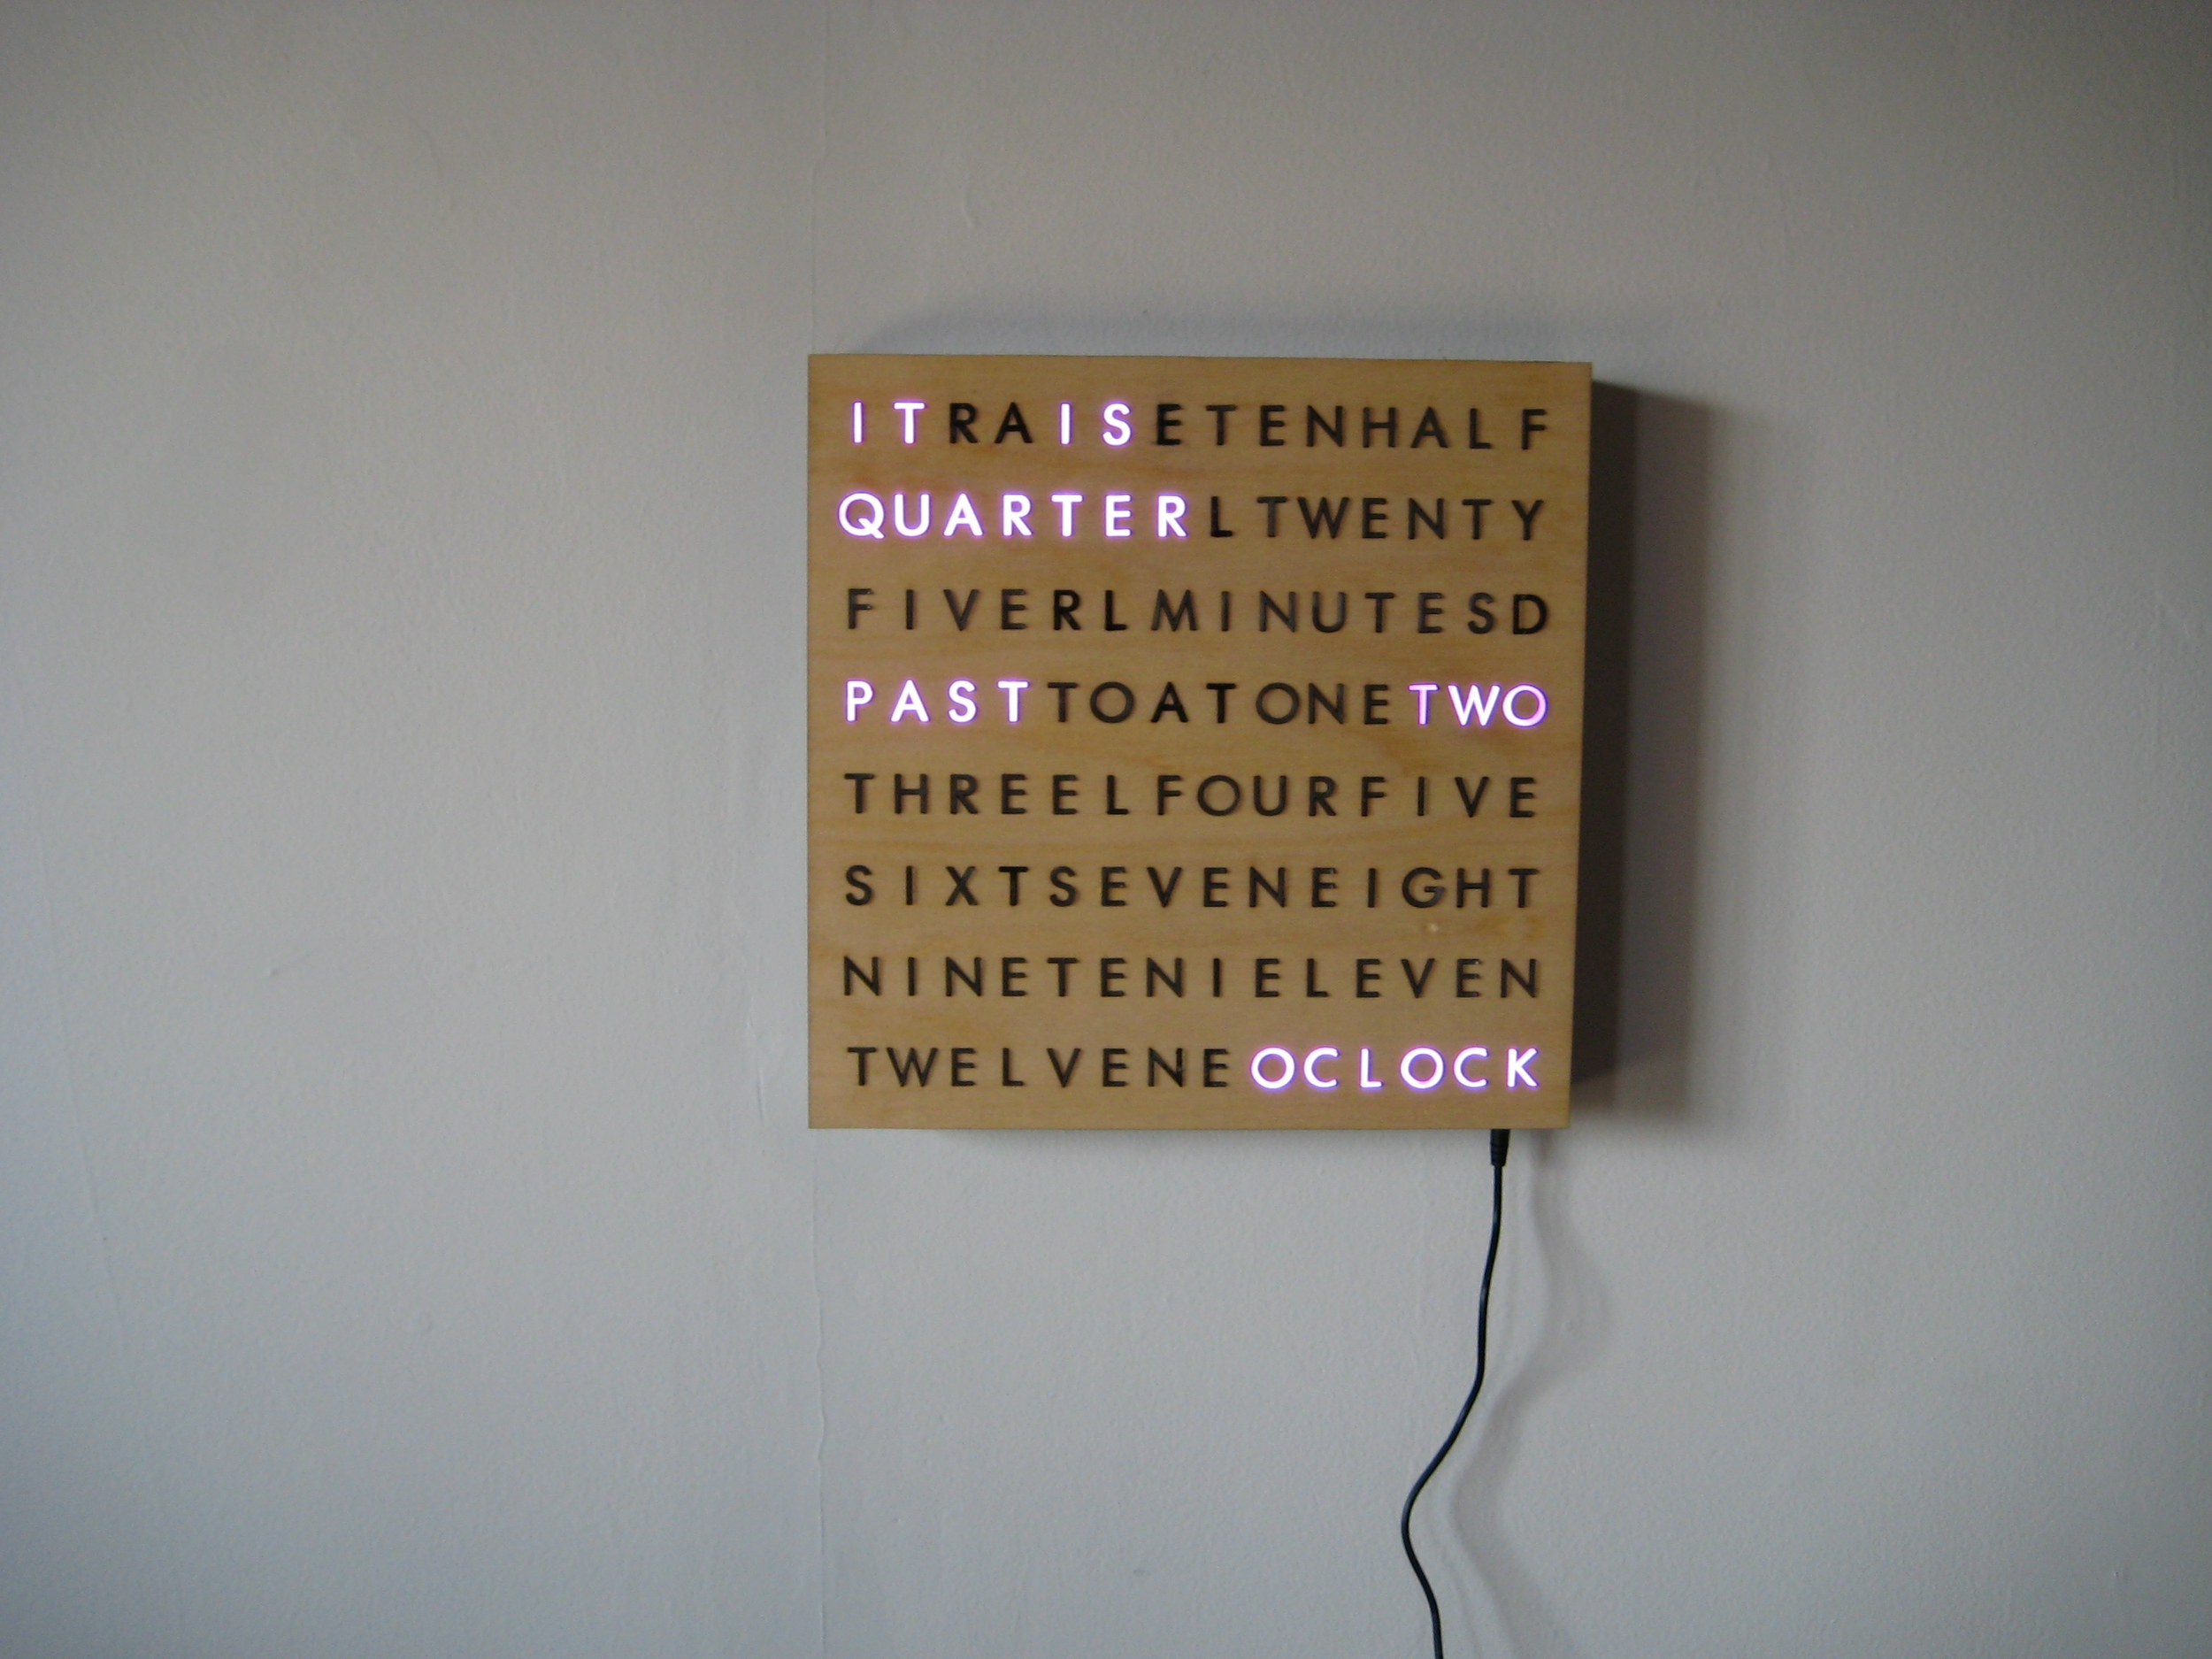 ITRAISETENHALF
QUARTERLTWENTY
FIVERLMINUTESD
PASTTOATONETWO
THREELFOURFIVE
SIXTSEVENEIGHT
NINETENIELEVEN
TWELVENEOCLOCK